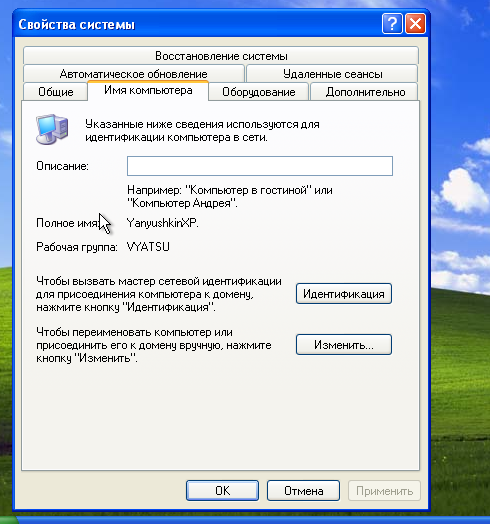 Свойства системы
Восстановление системы
Автоматическое обновление
Удаленные сеансы
Общие
Имя компьютера
Оборудование
Дополнительно
Указанные ниже сведения используются для
идентификации компьютера в сети.
Описание:
Например: "Компьютер в гостиной" или
"Компьютер Андрея".
Полное имя: YanyushkinXP.
Рабочая группа: VYATSU
Чтобы вызвать мастер сетевой идентификации
для присоединения компьютера к домену,
нажмите кнопку "Идентификация".
Идентификация
Чтобы переименовать компьютер или
присоединить его к домену вручную, нажмите
кнопку "Изменить".
Изменить...
OK
Отмена
Применить